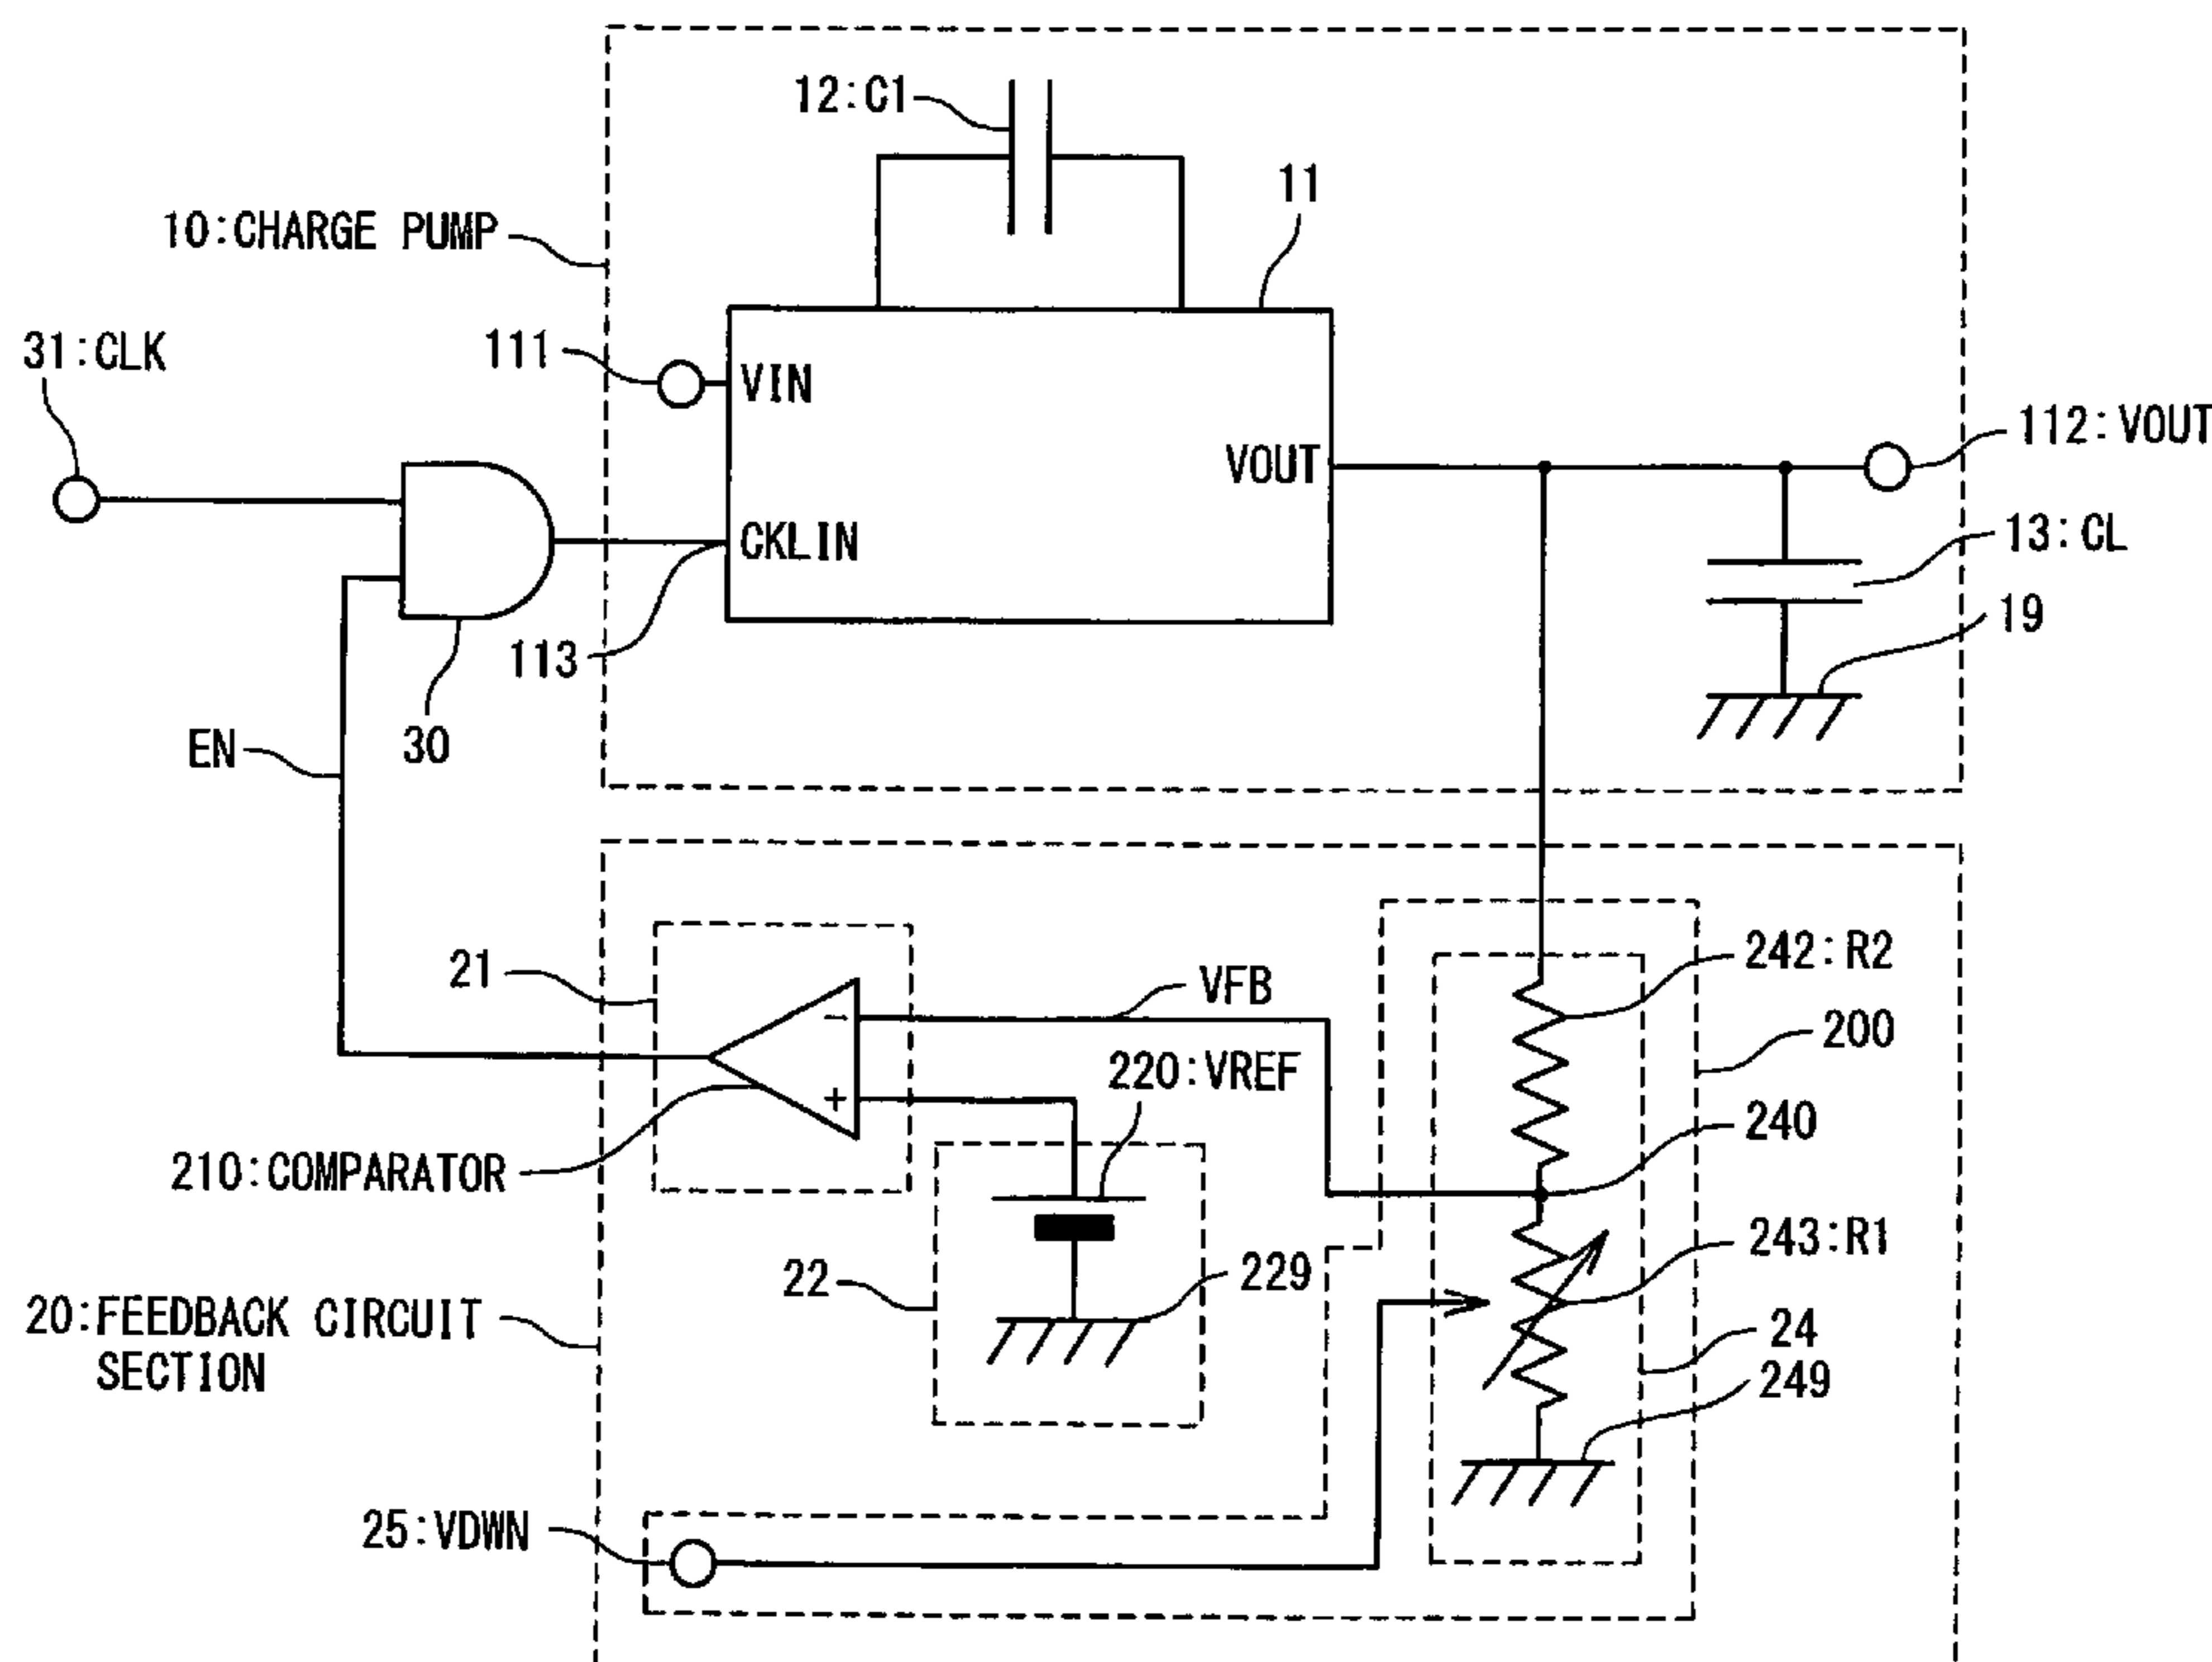 12:C1
11
10:CHARGE PUMP
31:CLK
111
VIN
112:VOUT
VOUT
13:CL
CKLIN
19
113
30
EN
21
242:R2
VFB
200
−
220:VREF
240
+
210:COMPARATOR
243:R1
22
229
20:FEEDBACK CIRCUIT
SECTION
24
249
25:VDWN